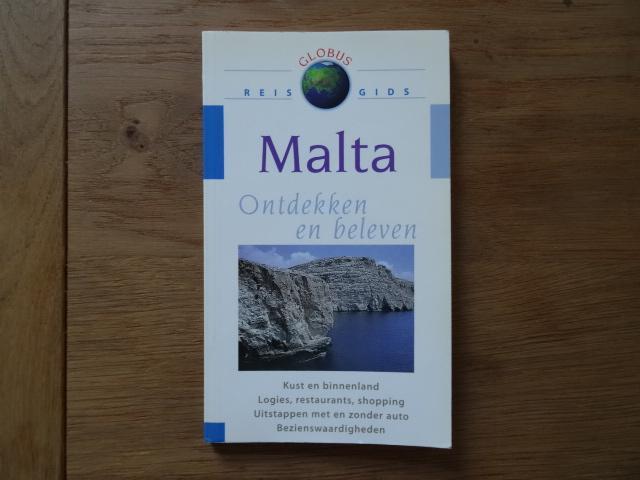 GLOBUS
REIS GIDS
Malta
Ontdekken
en beleven
Kust en binnenland
Logies, restaurants, shopping
Uitstappen met en zonder auto
Bezienswaardigheden